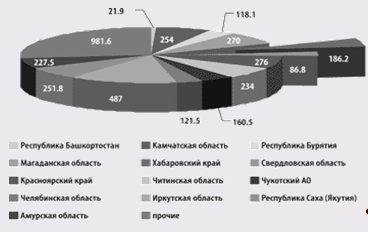 21.9
118.1
981.6
254
270
186.2
276
86.8
227.5
251.8
487
234
121.5
160.5
Республика Башкортостан
Камчатская область
Республика Бурятия
Магаданская область
Хабаровский край
Свердловская область
Красноярский край
Читинская область
Чукотский АО
Челябинская область
Иркутская область
Республика Саха (Якутия)
Амурская область
прочие